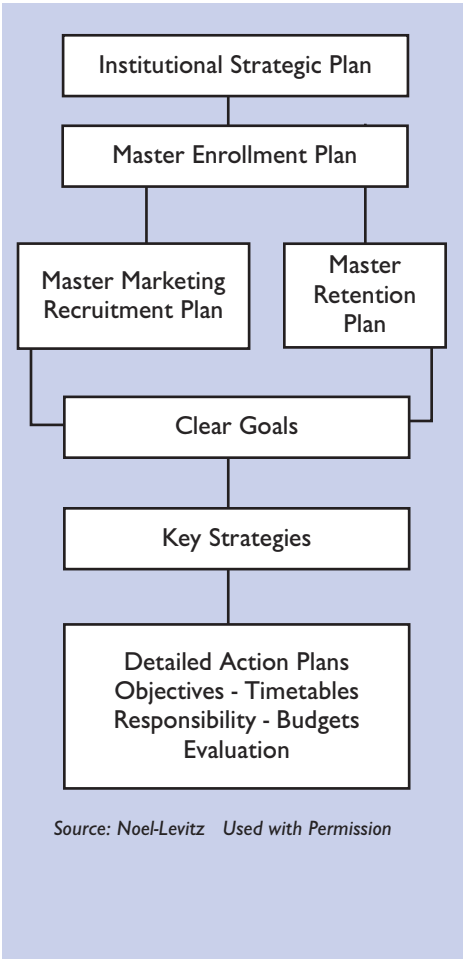 Institutional Strategic Plan
Master Enrollment Plan
Master Marketing
Recruitment Plan
Master
Retention
Plan
Clear Goals
Key Strategies
Detailed Action Plans
Objectives - Timetables
Responsibility - Budgets
Evaluation
Source: Noel-Levitz Used with Permission